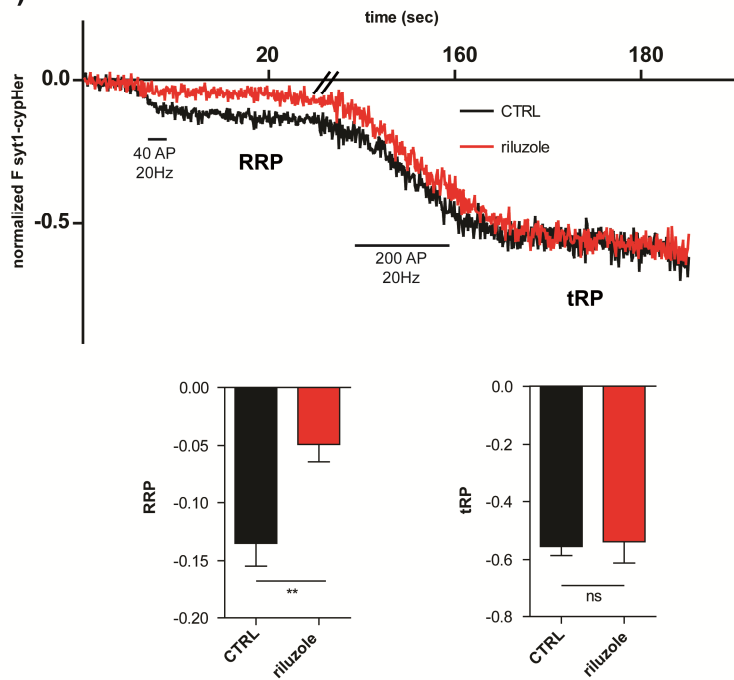 )
time (sec)
20
160
180
0.0
-0.5
normalized F syt1-cypHer
CTRL
riluzole
40 AP
20Hz
RRP
200 AP
20Hz
tRP
0.00
-0.05
-0.10
-0.15
-0.20
RRP
**
CTRL
riluzole
0.0
-0.2
-0.4
-0.6
-0.8
tRP
ns
CTRL
riluzole